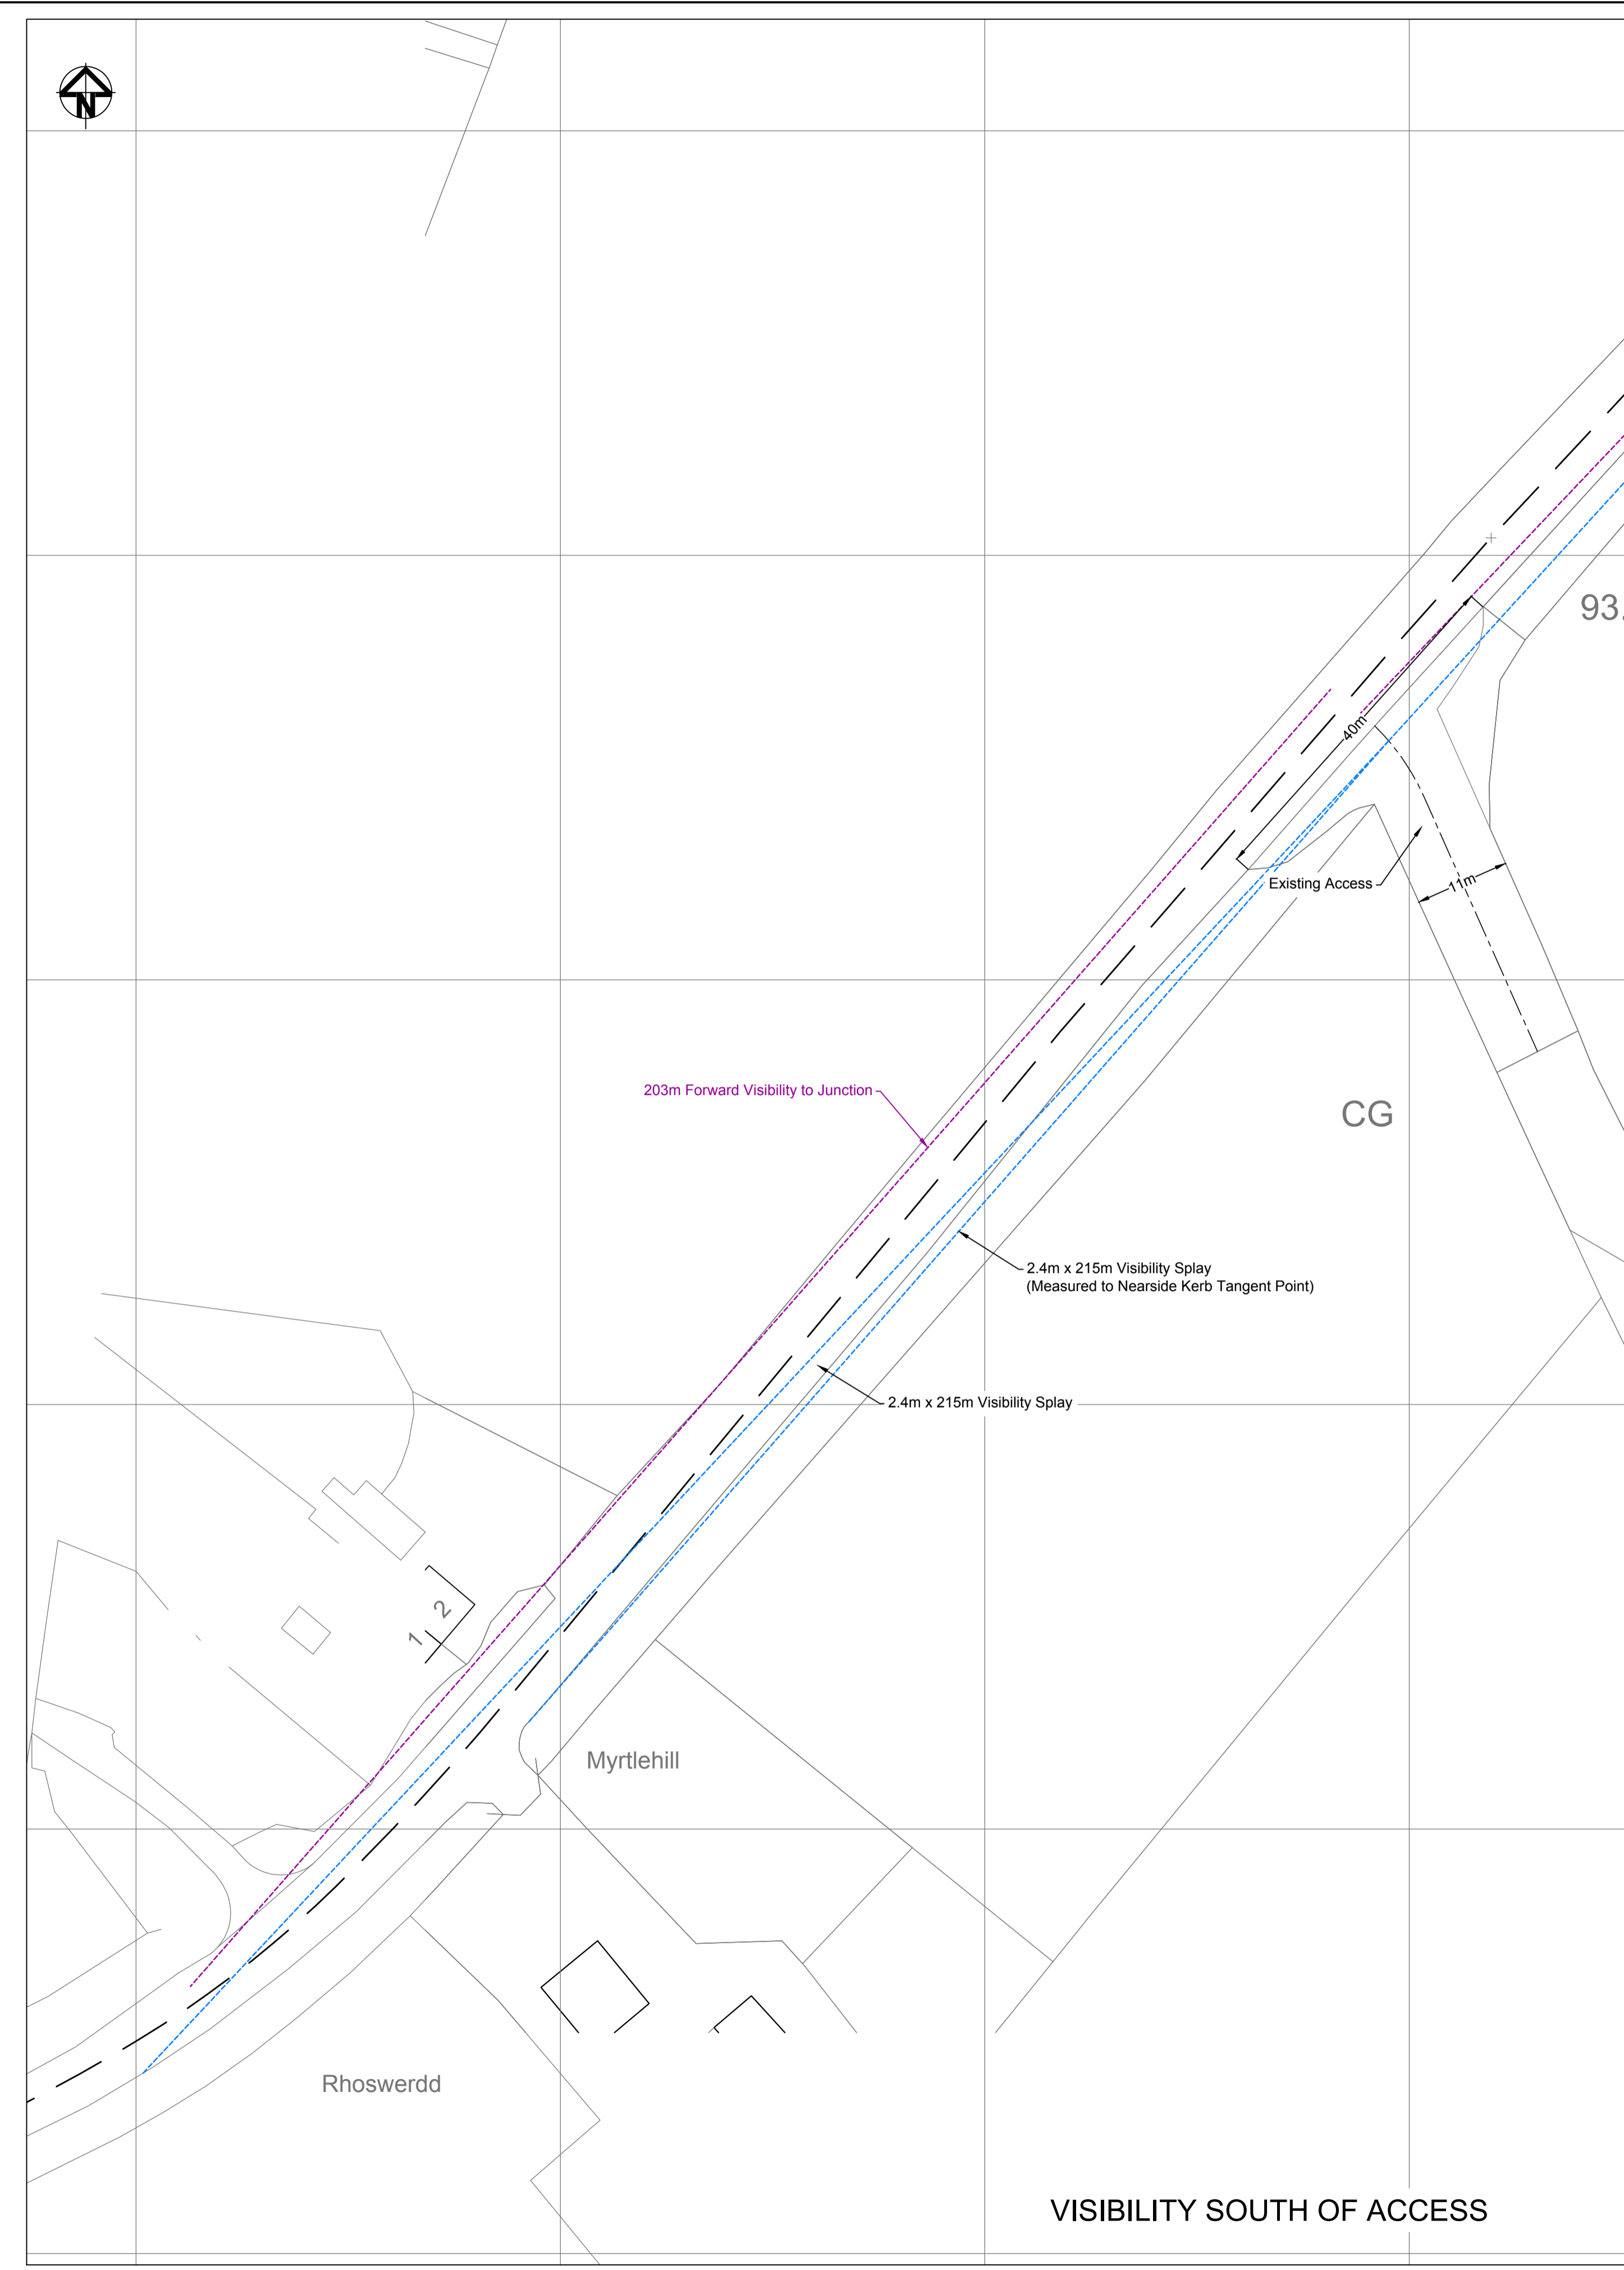 N
93.
40m
Existing Access
11m
203m Forward Visibility to Junction
CG
2.4m x 215m Visibility Splay
(Measured to Nearside Kerb Tangent Point)
2.4m x 215m Visibility Splay
2
1
Myrtlehill
Rhoswerdd
VISIBILITY SOUTH OF ACCESS